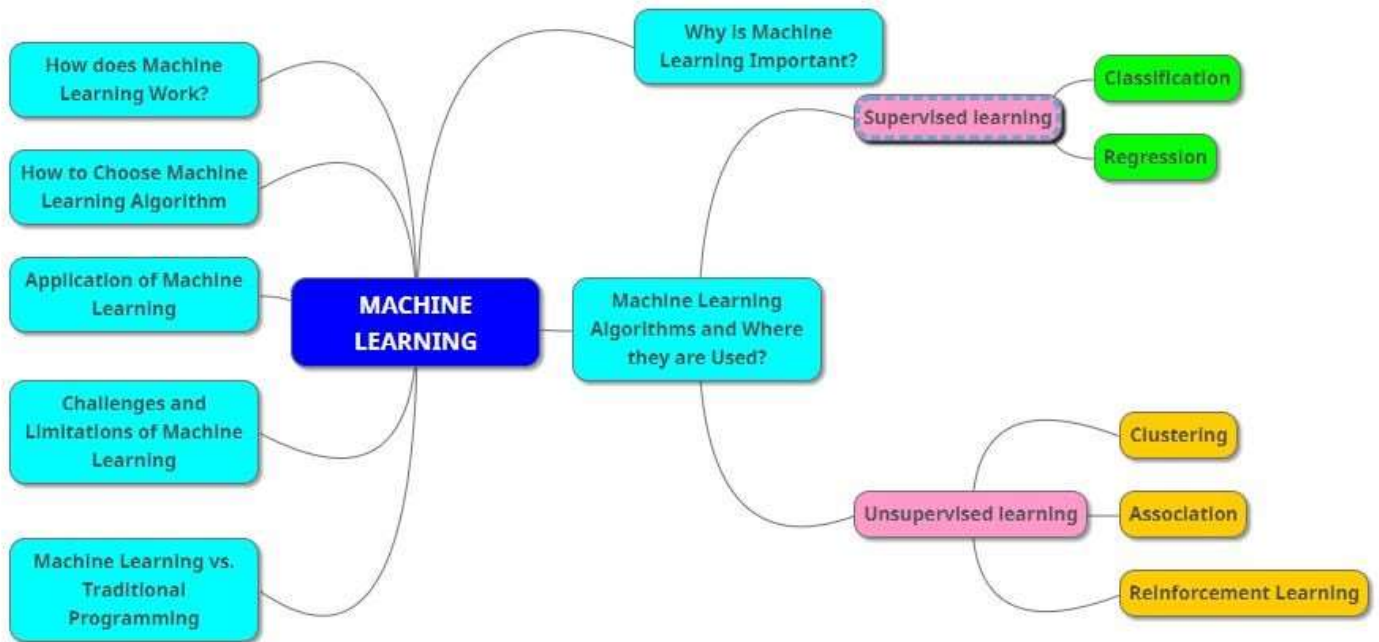 MACHINE
LEARNING
Why is Machine
Learning Important?
Machine Learning
Algorithms and Where
they are Used?
Supervised learning
Classification
Regression
Unsupervised learning
Clustering
Association
Reinforcement Learning
How does Machine
Learning Work?
How to Choose Machine
Learning Algorithm
Application of Machine
Learning
Challenges and
Limitations of Machine
Learning
Machine Learning vs.
Traditional
Programming